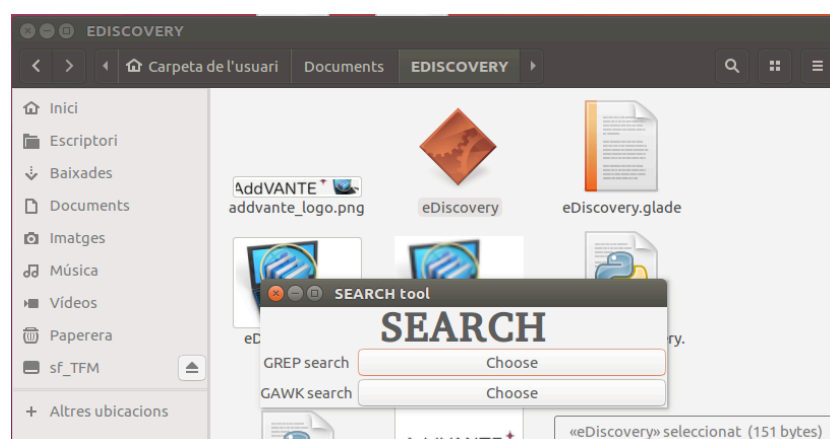 EDISCOVERY
Carpeta de l'usuari Documents EDISCOVERY
Inici
Escriptori
Baixades
Documents
Imatges
Música
Vídeos
Paperera
sf_TFM
+ Altres ubicacions
AddVANTE
addvante_logo.png eDiscovery eDiscovery.glade
SEARCH tool
SEARCH
GREP search Choose
GAWK search Choose
«eDiscovery» seleccionat (151 bytes)